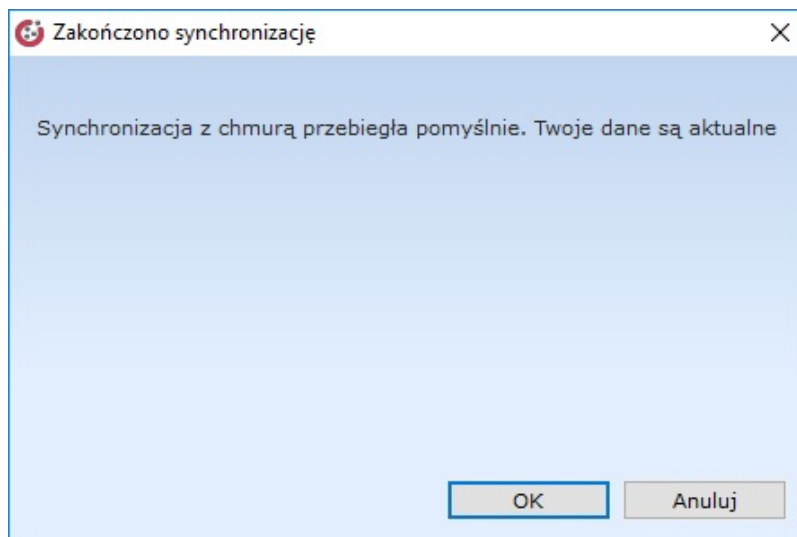 Zakończono synchronizację
Synchronizacja z chmurą przebiegła pomyślnie. Twoje dane są aktualne
OK
Anuluj